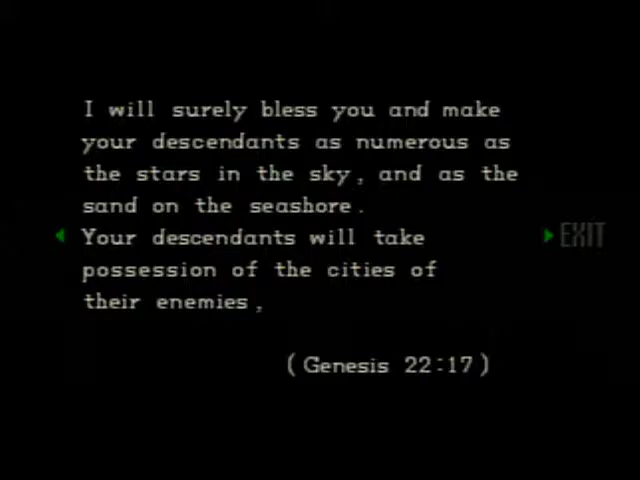 I will surely bless you and make
your descendants as numerous as
the stars in the sky, and as the
sand on the seashore.
Your descendants will take
possession of the cities of
their enemies,
(Genesis 22:17)
EXIT